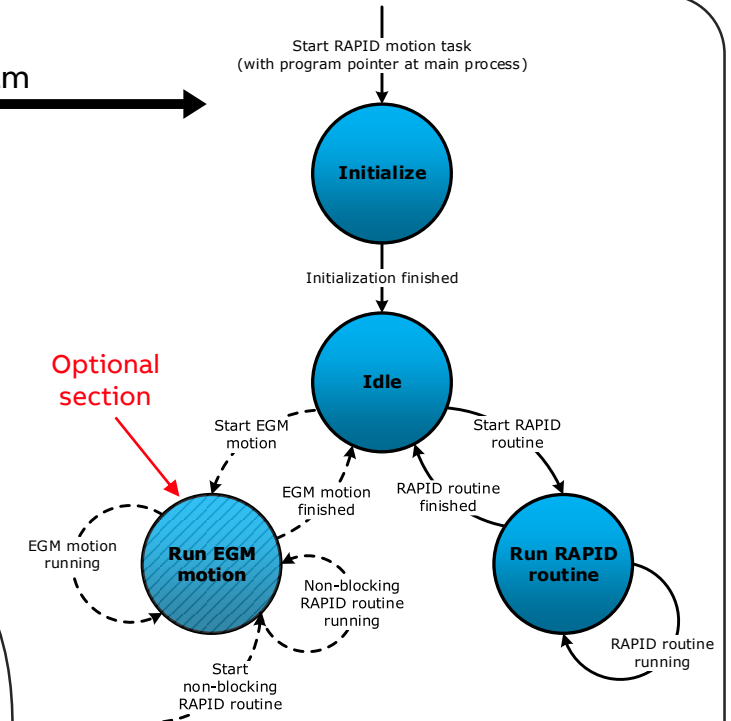 Start RAPID motion task
(with program pointer at main process)
m
Initialize
Initialization finished
Optional
section
Idle
Start EGM
motion
Start RAPID
routine
EGM motion
finished
RAPID routine
finished
EGM motion
running
Run EGM
motion
Non-blocking
RAPID routine
running
Run RAPID
routine
RAPID routine
running
Start
non-blocking
RAPID routine